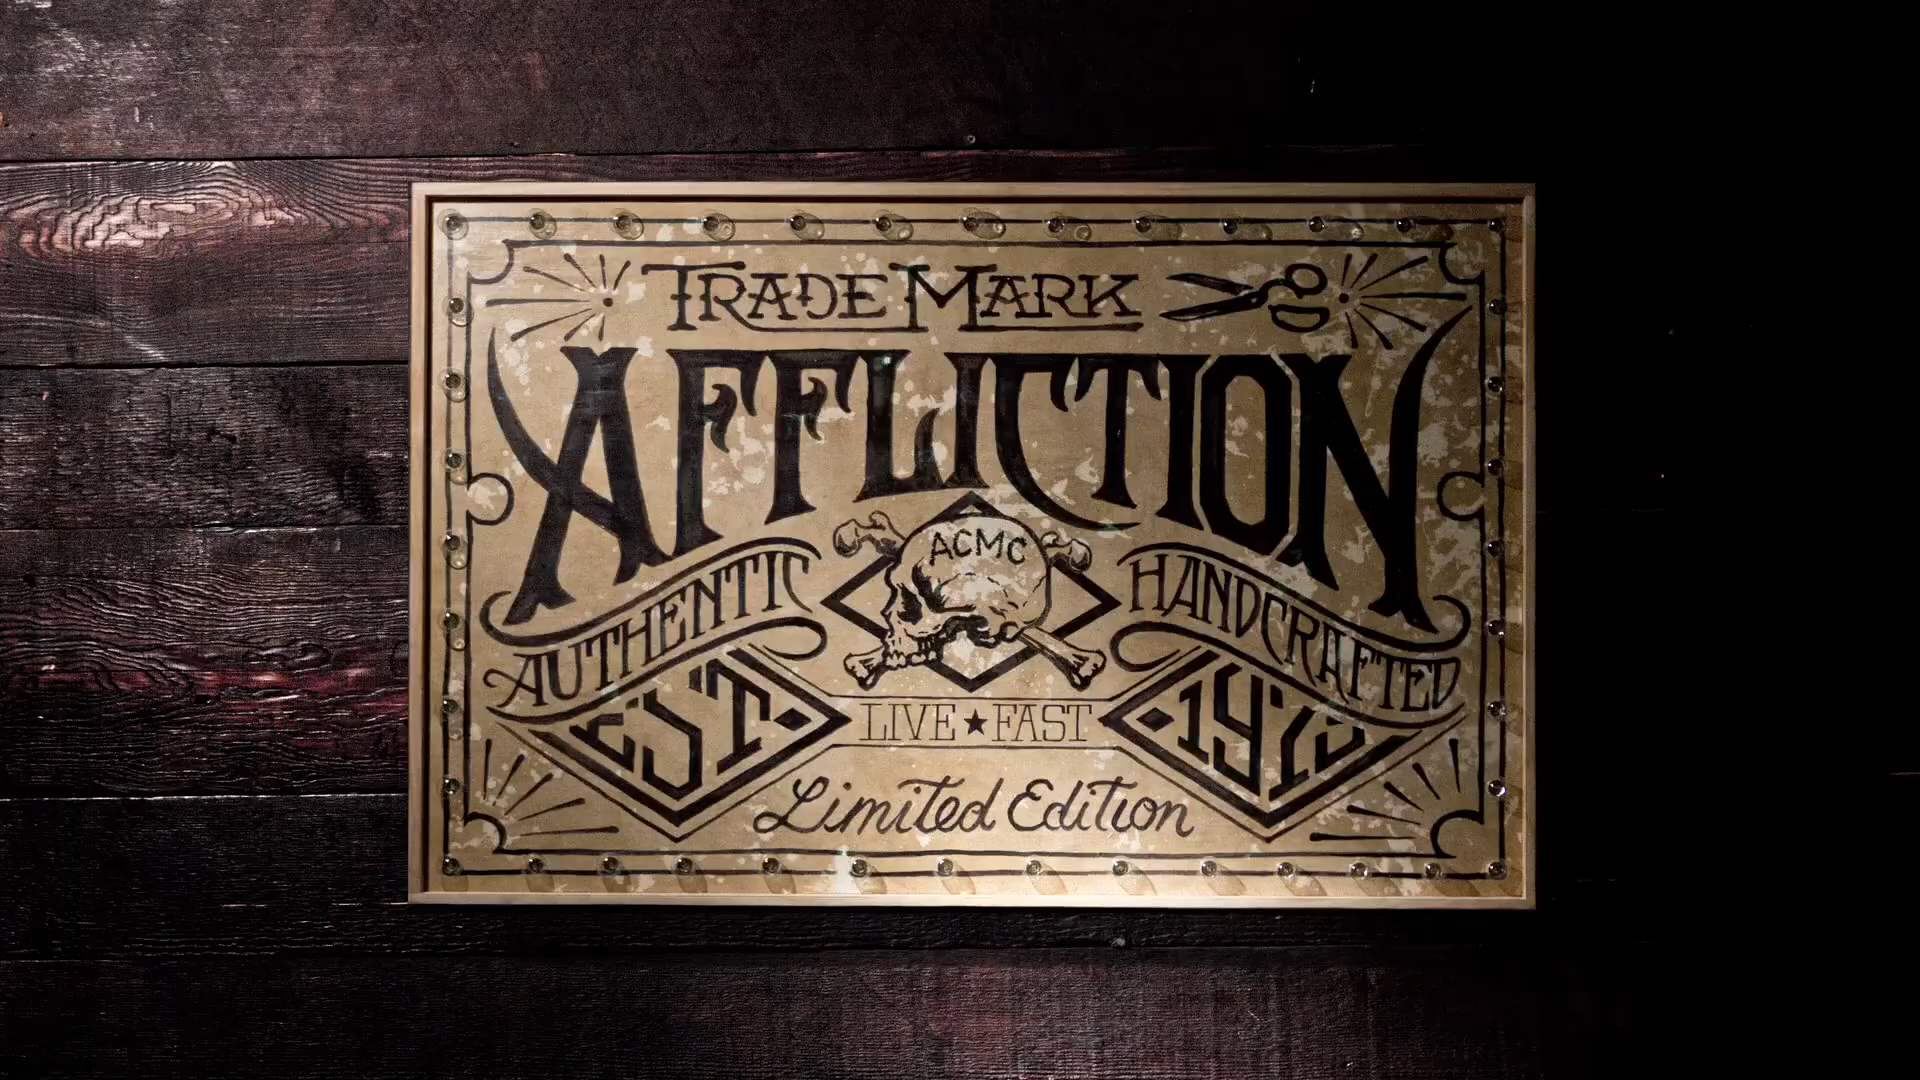 TRADE MARK
AFFLICTION
ACMC
AUTHENTIC
HANDCRAFTED
EST.
LIVE ★ FAST
Limited Edition